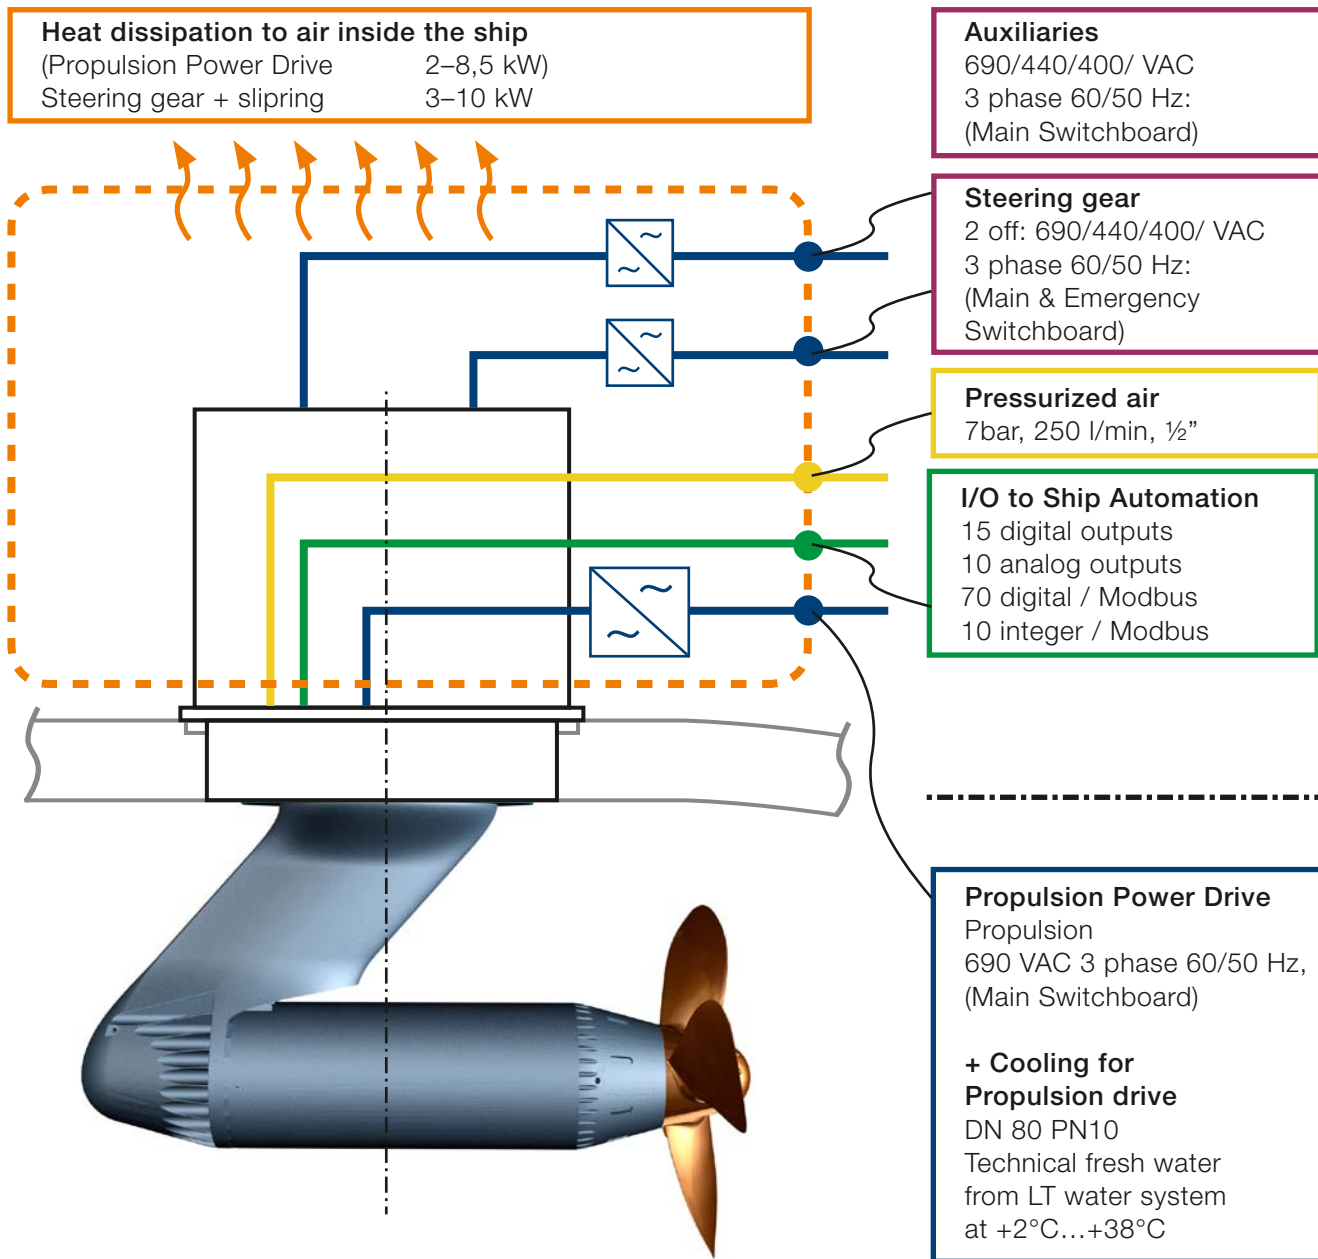 Heat dissipation to air inside the ship
(Propulsion Power Drive 2–8,5 kW)
Steering gear + slipring 3–10 kW
Auxiliaries
690/440/400/ VAC
3 phase 60/50 Hz:
(Main Switchboard)
Steering gear
2 off: 690/440/400/ VAC
3 phase 60/50 Hz:
(Main & Emergency
Switchboard)
Pressurized air
7bar, 250 l/min, ½”
I/O to Ship Automation
15 digital outputs
10 analog outputs
70 digital / Modbus
10 integer / Modbus
Propulsion Power Drive
Propulsion
690 VAC 3 phase 60/50 Hz,
(Main Switchboard)
+ Cooling for
Propulsion drive
DN 80 PN10
Technical fresh water
from LT water system
at +2°C...+38°C